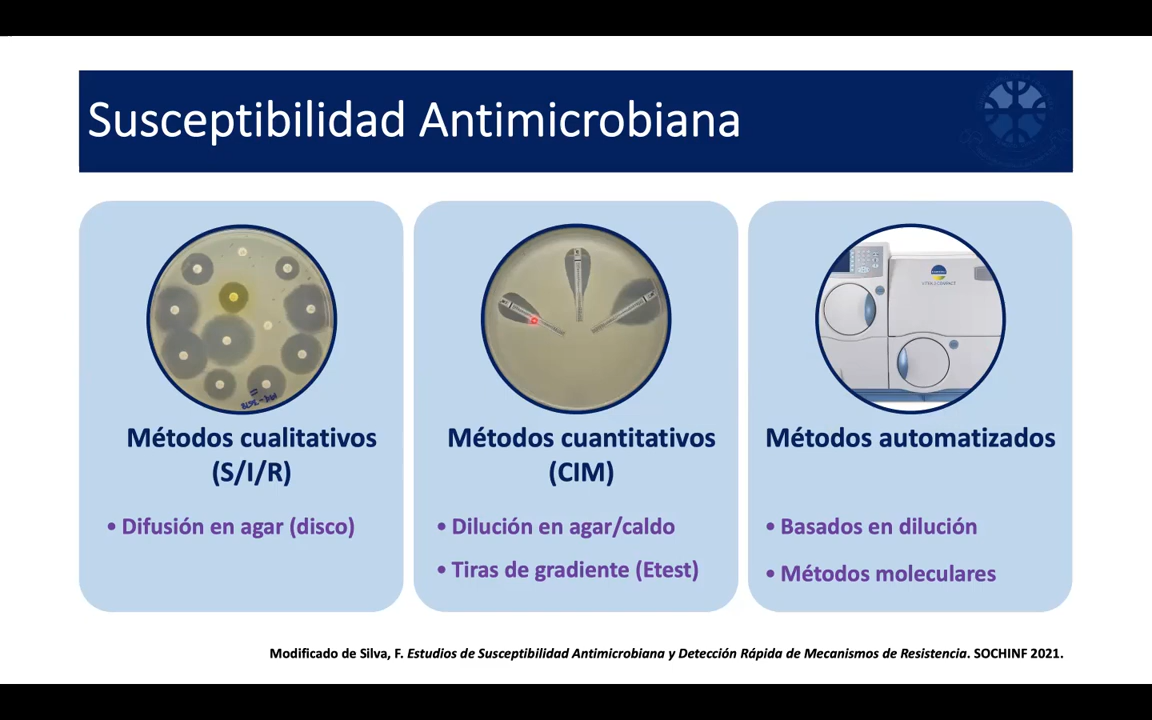 Susceptibilidad Antimicrobiana
Métodos cualitativos
(S/I/R)
• Difusión en agar (disco)
Métodos cuantitativos
(CIM)
• Dilución en agar/caldo
• Tiras de gradiente (Etest)
Métodos automatizados
• Basados en dilución
• Métodos moleculares
Modificado de Silva, F. Estudios de Susceptibilidad Antimicrobiana y Detección Rápida de Mecanismos de Resistencia. SOCHINF 2021.